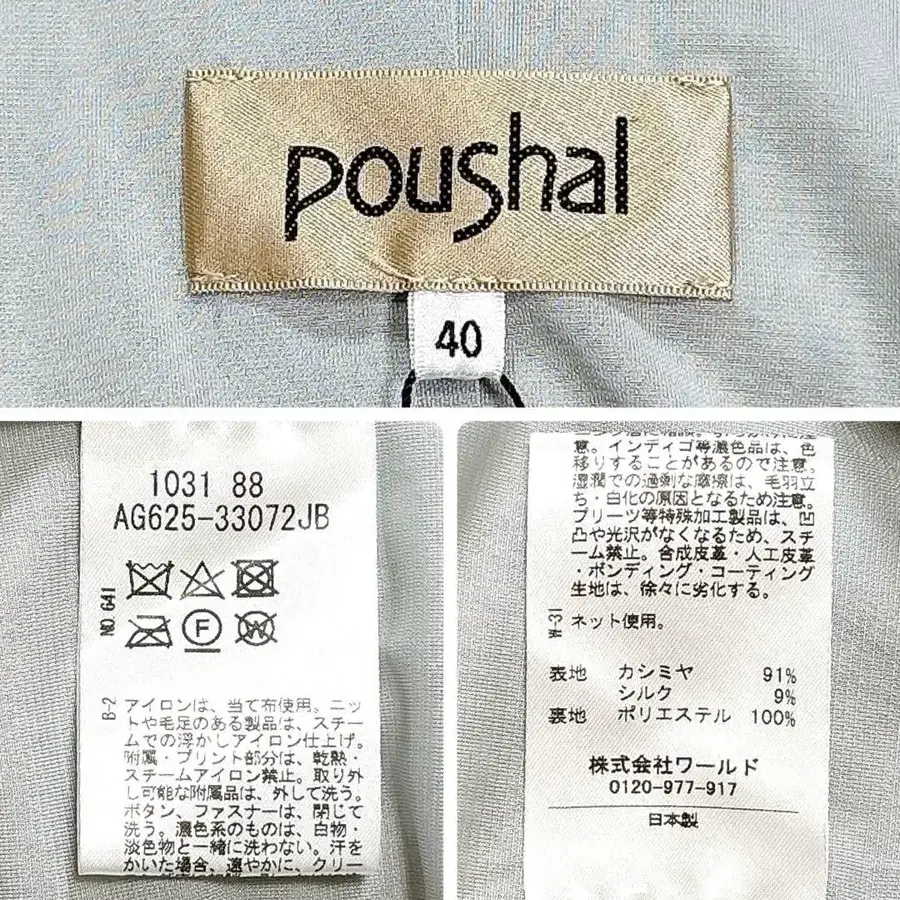 poushal
40
1031 88
AG625-33072JB
NO.G41
F
W
B-2
アイロンは、当て布使用。ニッ
トや毛足のある製品は、スチー
ムでの浮かしアイロン仕上げ。
附属・プリント部分は、乾熱・
スチームアイロン禁止。取り外
し可能な附属品は、外して洗う。
ボタン、ファスナーは、閉じて
洗う。濃色系のものは、白物・
淡色物と一緒に洗わない。汗を
かいた場合、速やかに、クリー
意。インディゴ等濃色品は、色
移りすることがあるので注意。
湿潤での過剰な摩擦は、毛羽立
ち・白化の原因となるため注意。
プリーツ等特殊加工製品は、凹
凸や光沢がなくなるため、スチ
ーム禁止。合成皮革・人工皮革
・ボンディング・コーティング
生地は、徐々に劣化する。
W-31
ネット使用。
表地 カシミヤ 91%
シルク 9%
裏地 ポリエステル 100%
株式会社ワールド
0120-977-917
日本製